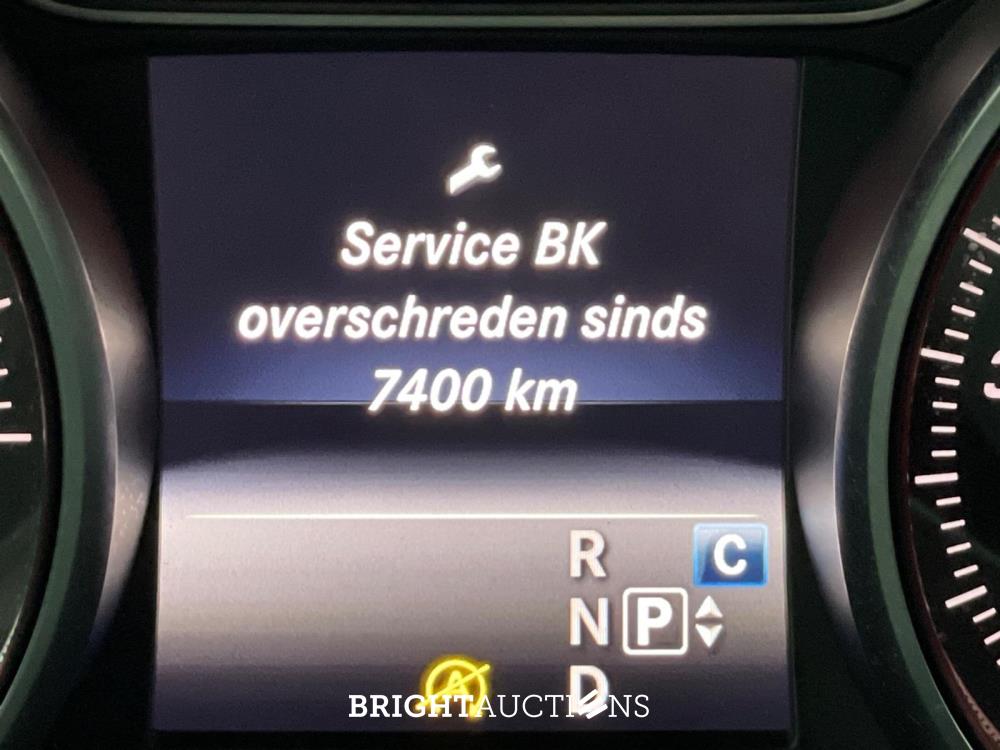 Service BK
overschreden sinds
7400 km
R
C
N P
D
A
BRIGHTAUCTIONS